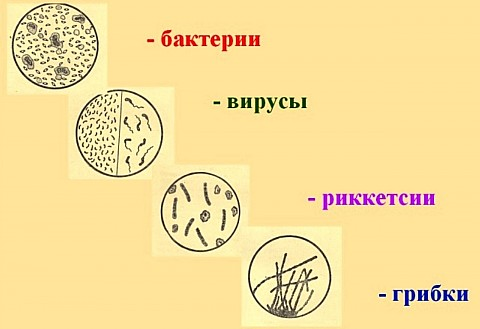 - бактерии
- вирусы
- риккетсии
- грибки